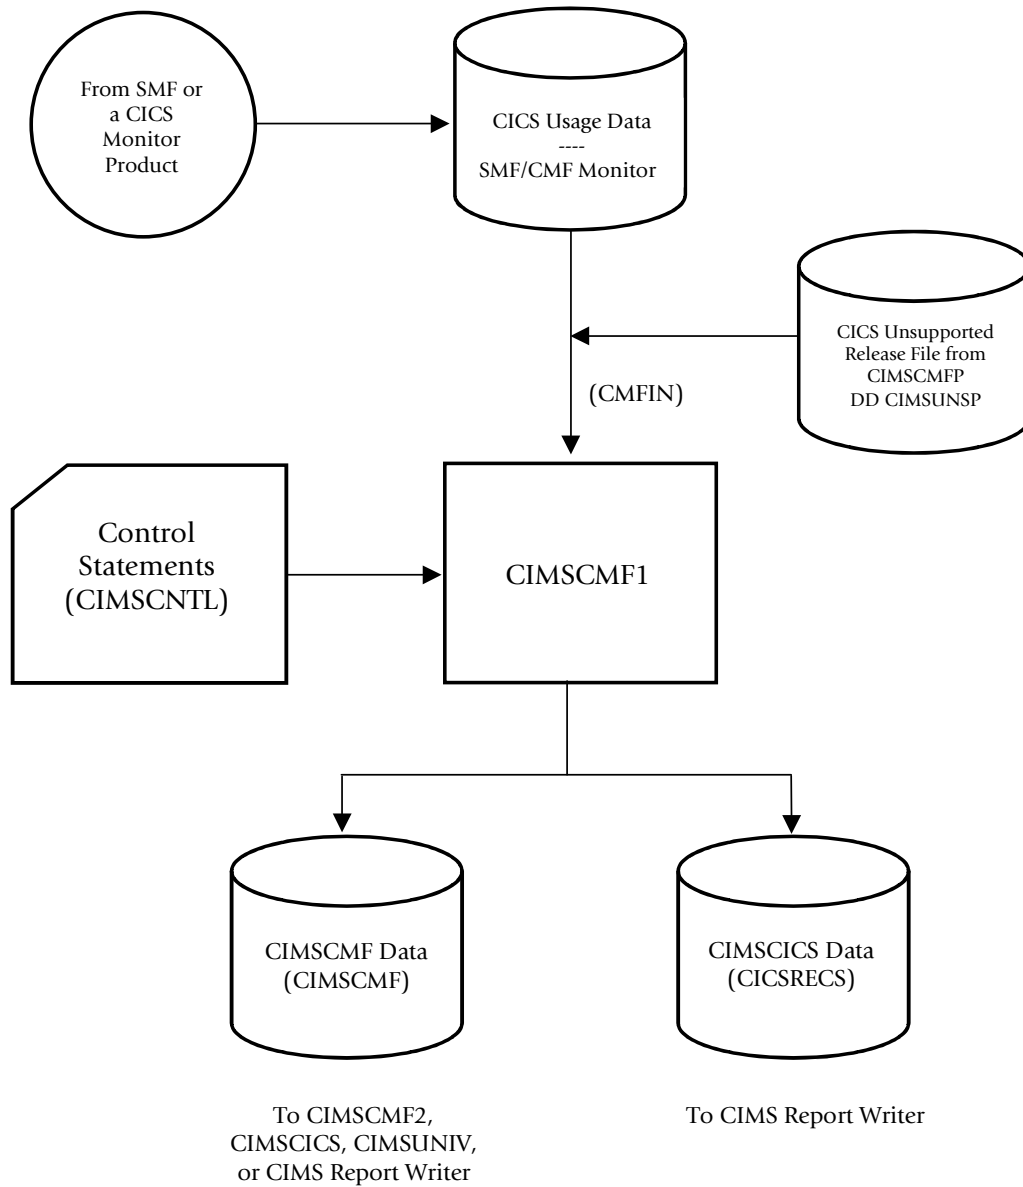 From SMF or
a CICS
Monitor
Product
CICS Usage Data
----
SMF/CMF Monitor
CICS Unsupported
Release File from
CIMSCMFP
DD CIMSUNSP
(CMFIN)
Control
Statements
(CIMSCNTL)
CIMSCMF1
CIMSCMF Data
(CIMSCMF)
CIMSCICS Data
(CICSRECS)
To CIMSCMF2,
CIMSCICS, CIMSUNIV,
or CIMS Report Writer
To CIMS Report Writer